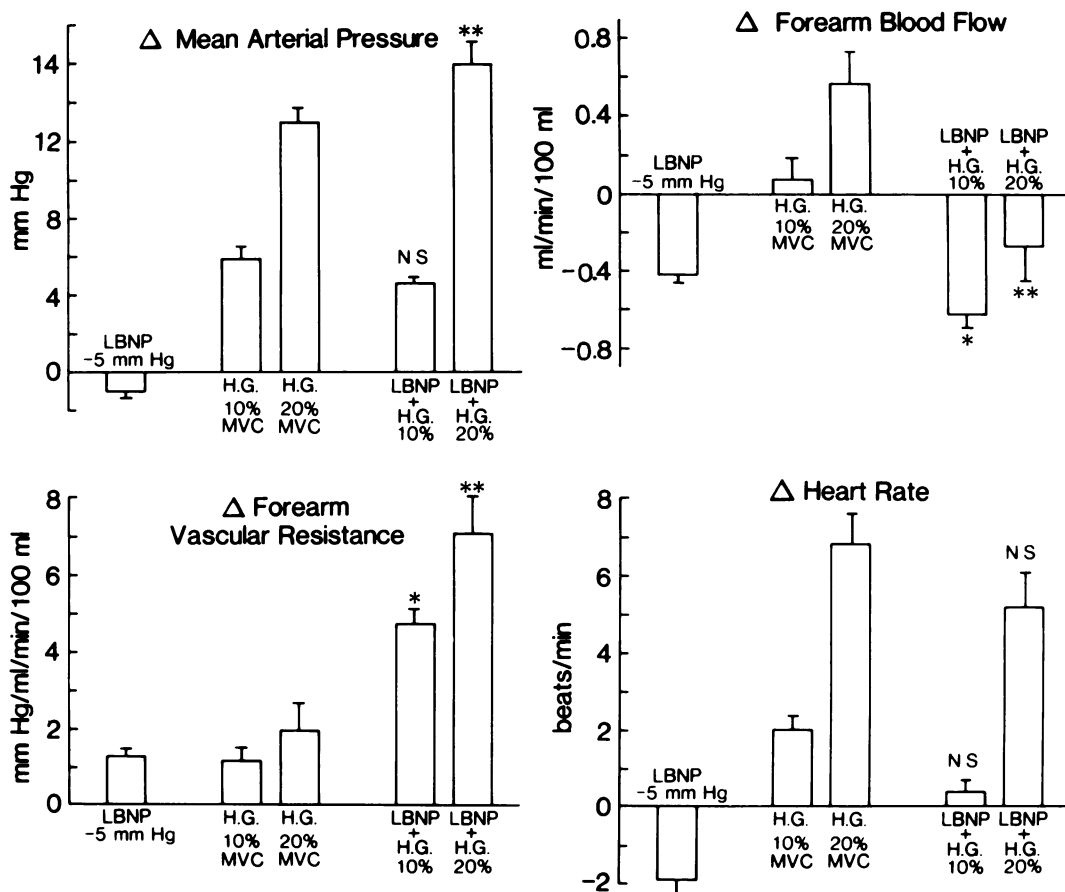 △ Mean Arterial Pressure
mm Hg
14
12
8
4
0
LBNP
-5 mm Hg
H.G.
10%
MVC
H.G.
20%
MVC
NS
LBNP
+
H.G.
10%
**
LBNP
+
H.G.
20%
△ Forearm Blood Flow
ml/min/100 ml
0.8
0.4
0
-0.4
-0.8
LBNP
-5 mm Hg
H.G.
10%
MVC
H.G.
20%
MVC
LBNP
+
H.G.
10%
*
LBNP
+
H.G.
20%
**
△ Forearm
Vascular Resistance
mm Hg/ml/min/100 ml
8
6
4
2
0
LBNP
-5 mm Hg
H.G.
10%
MVC
H.G.
20%
MVC
*
LBNP
+
H.G.
10%
**
LBNP
+
H.G.
20%
△ Heart Rate
beats/min
8
6
4
2
0
-2
LBNP
-5 mm Hg
H.G.
10%
MVC
H.G.
20%
MVC
NS
LBNP
+
H.G.
10%
NS
LBNP
+
H.G.
20%